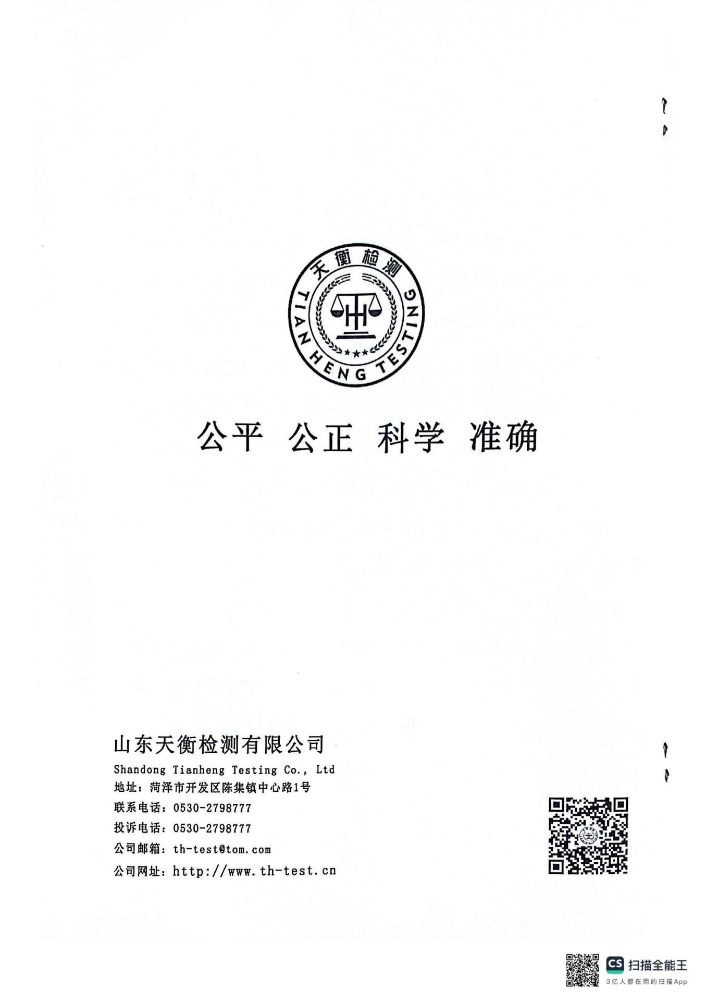 天衡检测
TIAN HENG TESTING
公平 公正 科学 准确
山东天衡检测有限公司
Shandong Tianheng Testing Co., Ltd
地址：菏泽市开发区陈集镇中心路1号
联系电话：0530-2798777
投诉电话：0530-2798777
公司邮箱：th-test@tom.com
公司网址：http://www.th-test.cn
CS 扫描全能王
3亿人都在用的扫描App